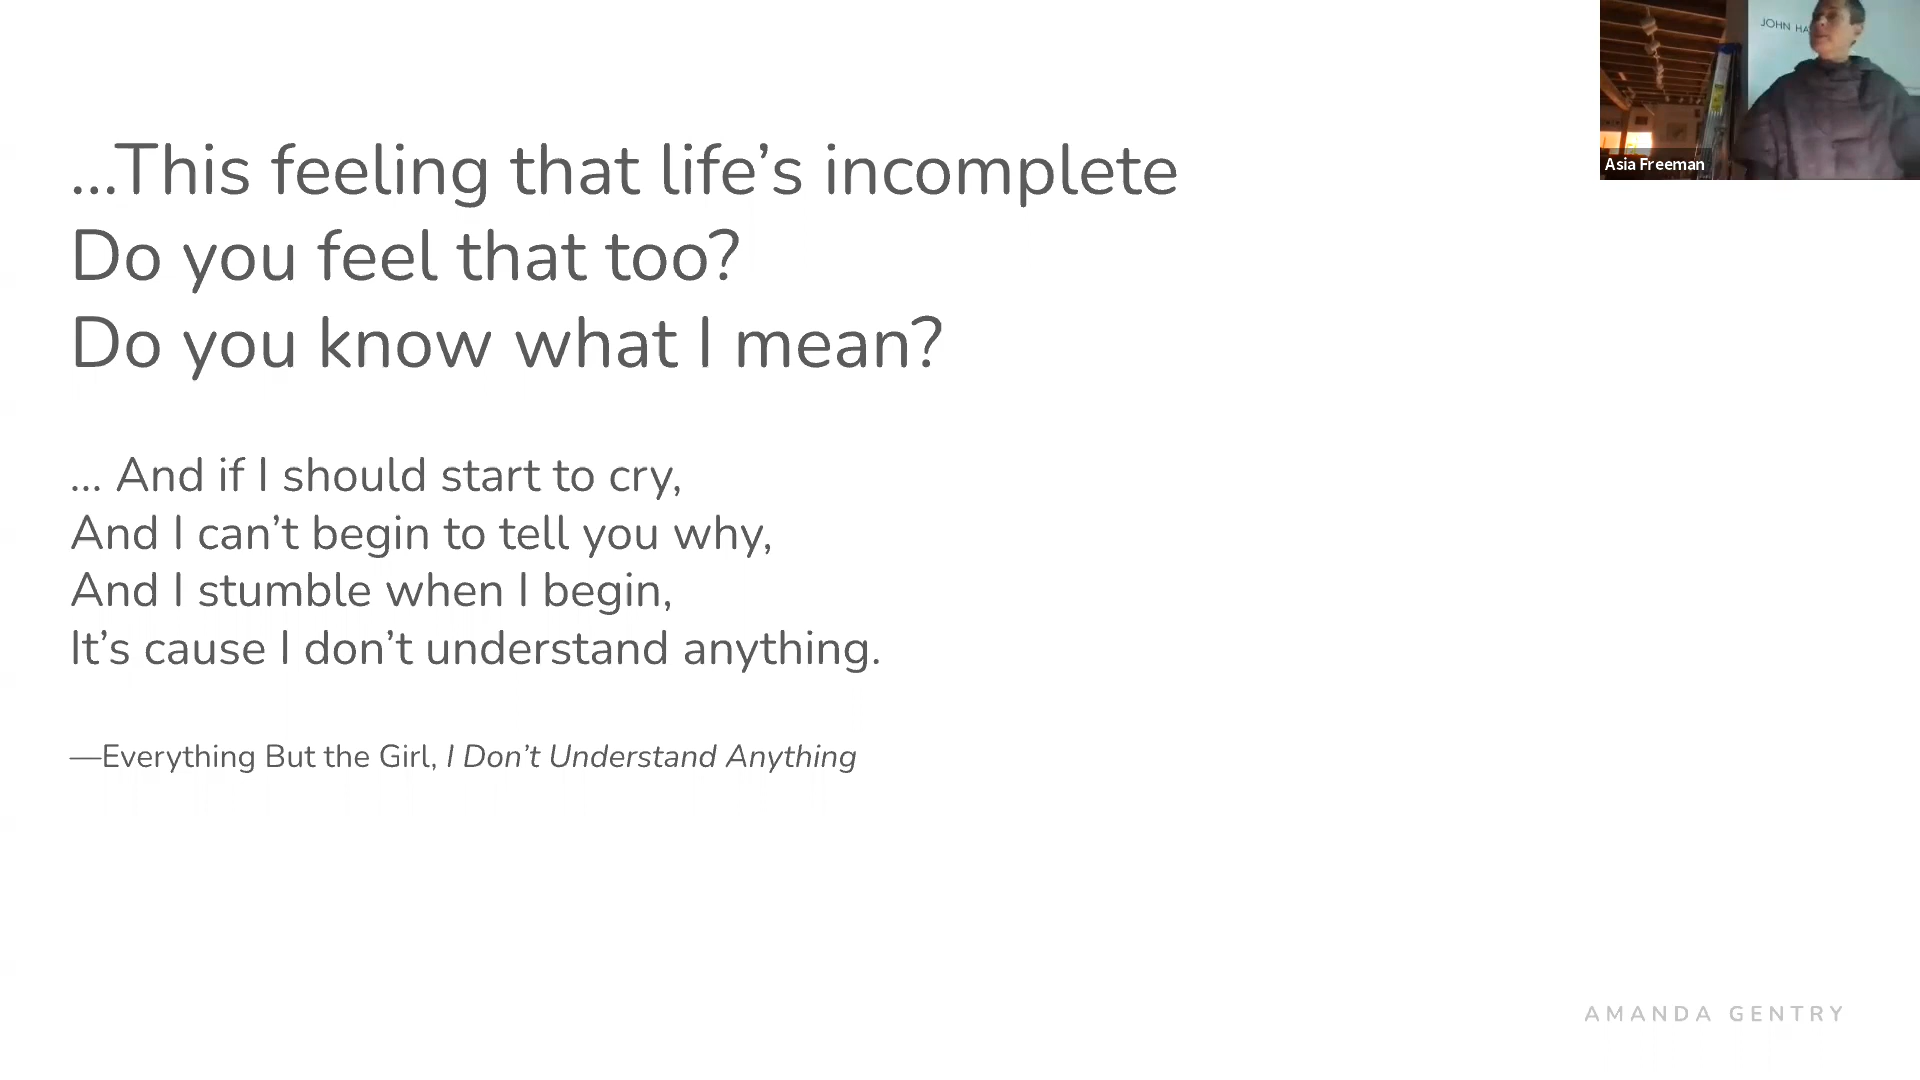 ...This feeling that life’s incomplete
Do you feel that too?
Do you know what I mean?
... And if I should start to cry,
And I can’t begin to tell you why,
And I stumble when I begin,
It’s cause I don’t understand anything.
—Everything But the Girl, I Don’t Understand Anything
JOHN
Asia Freeman
AMANDA GENTRY